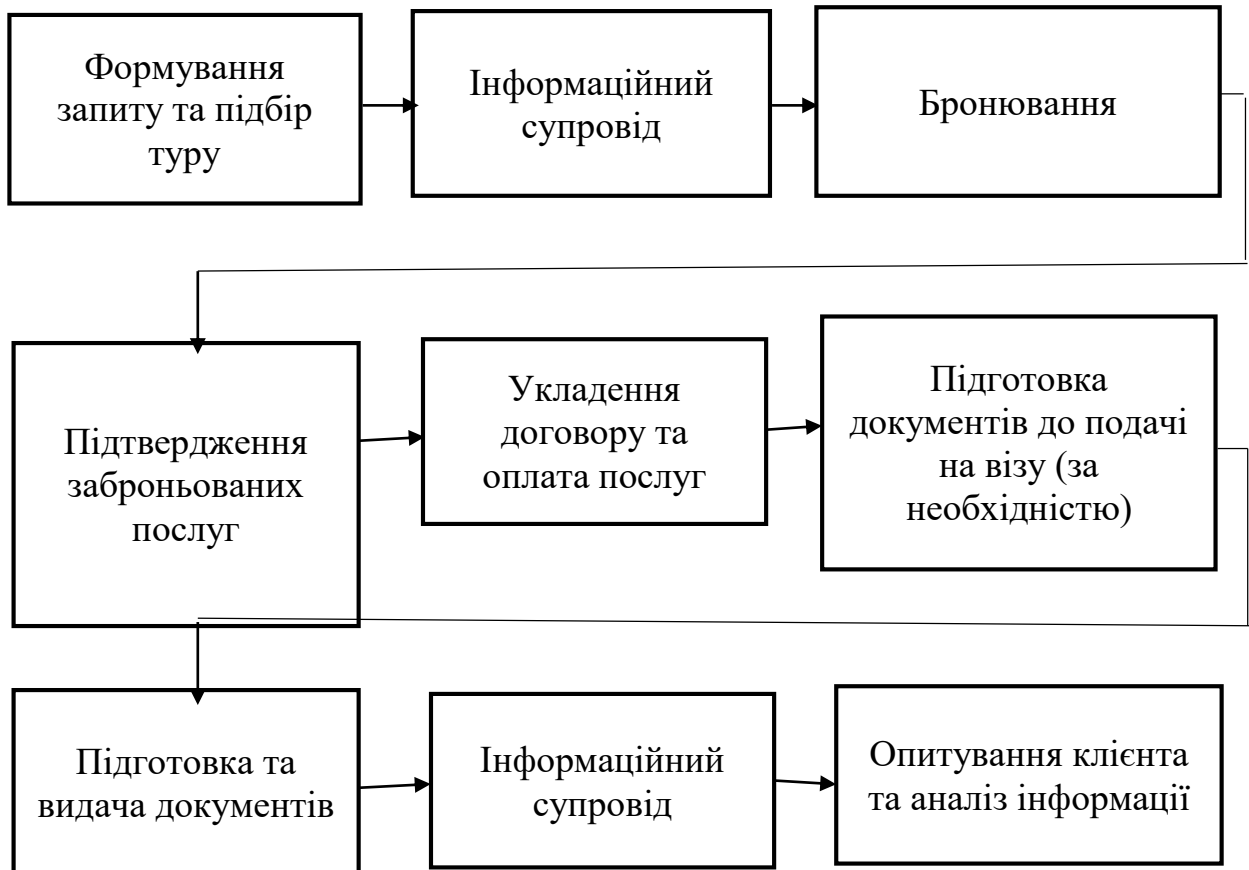 Формування
запиту та підбір
туру
Інформаційний
супровід
Бронювання
Підтвердження
заброньованих
послуг
Укладення
договору та
оплата послуг
Підготовка
документів до подачі
на візу (за
необхідністю)
Підготовка та
видача документів
Інформаційний
супровід
Опитування клієнта
та аналіз інформації